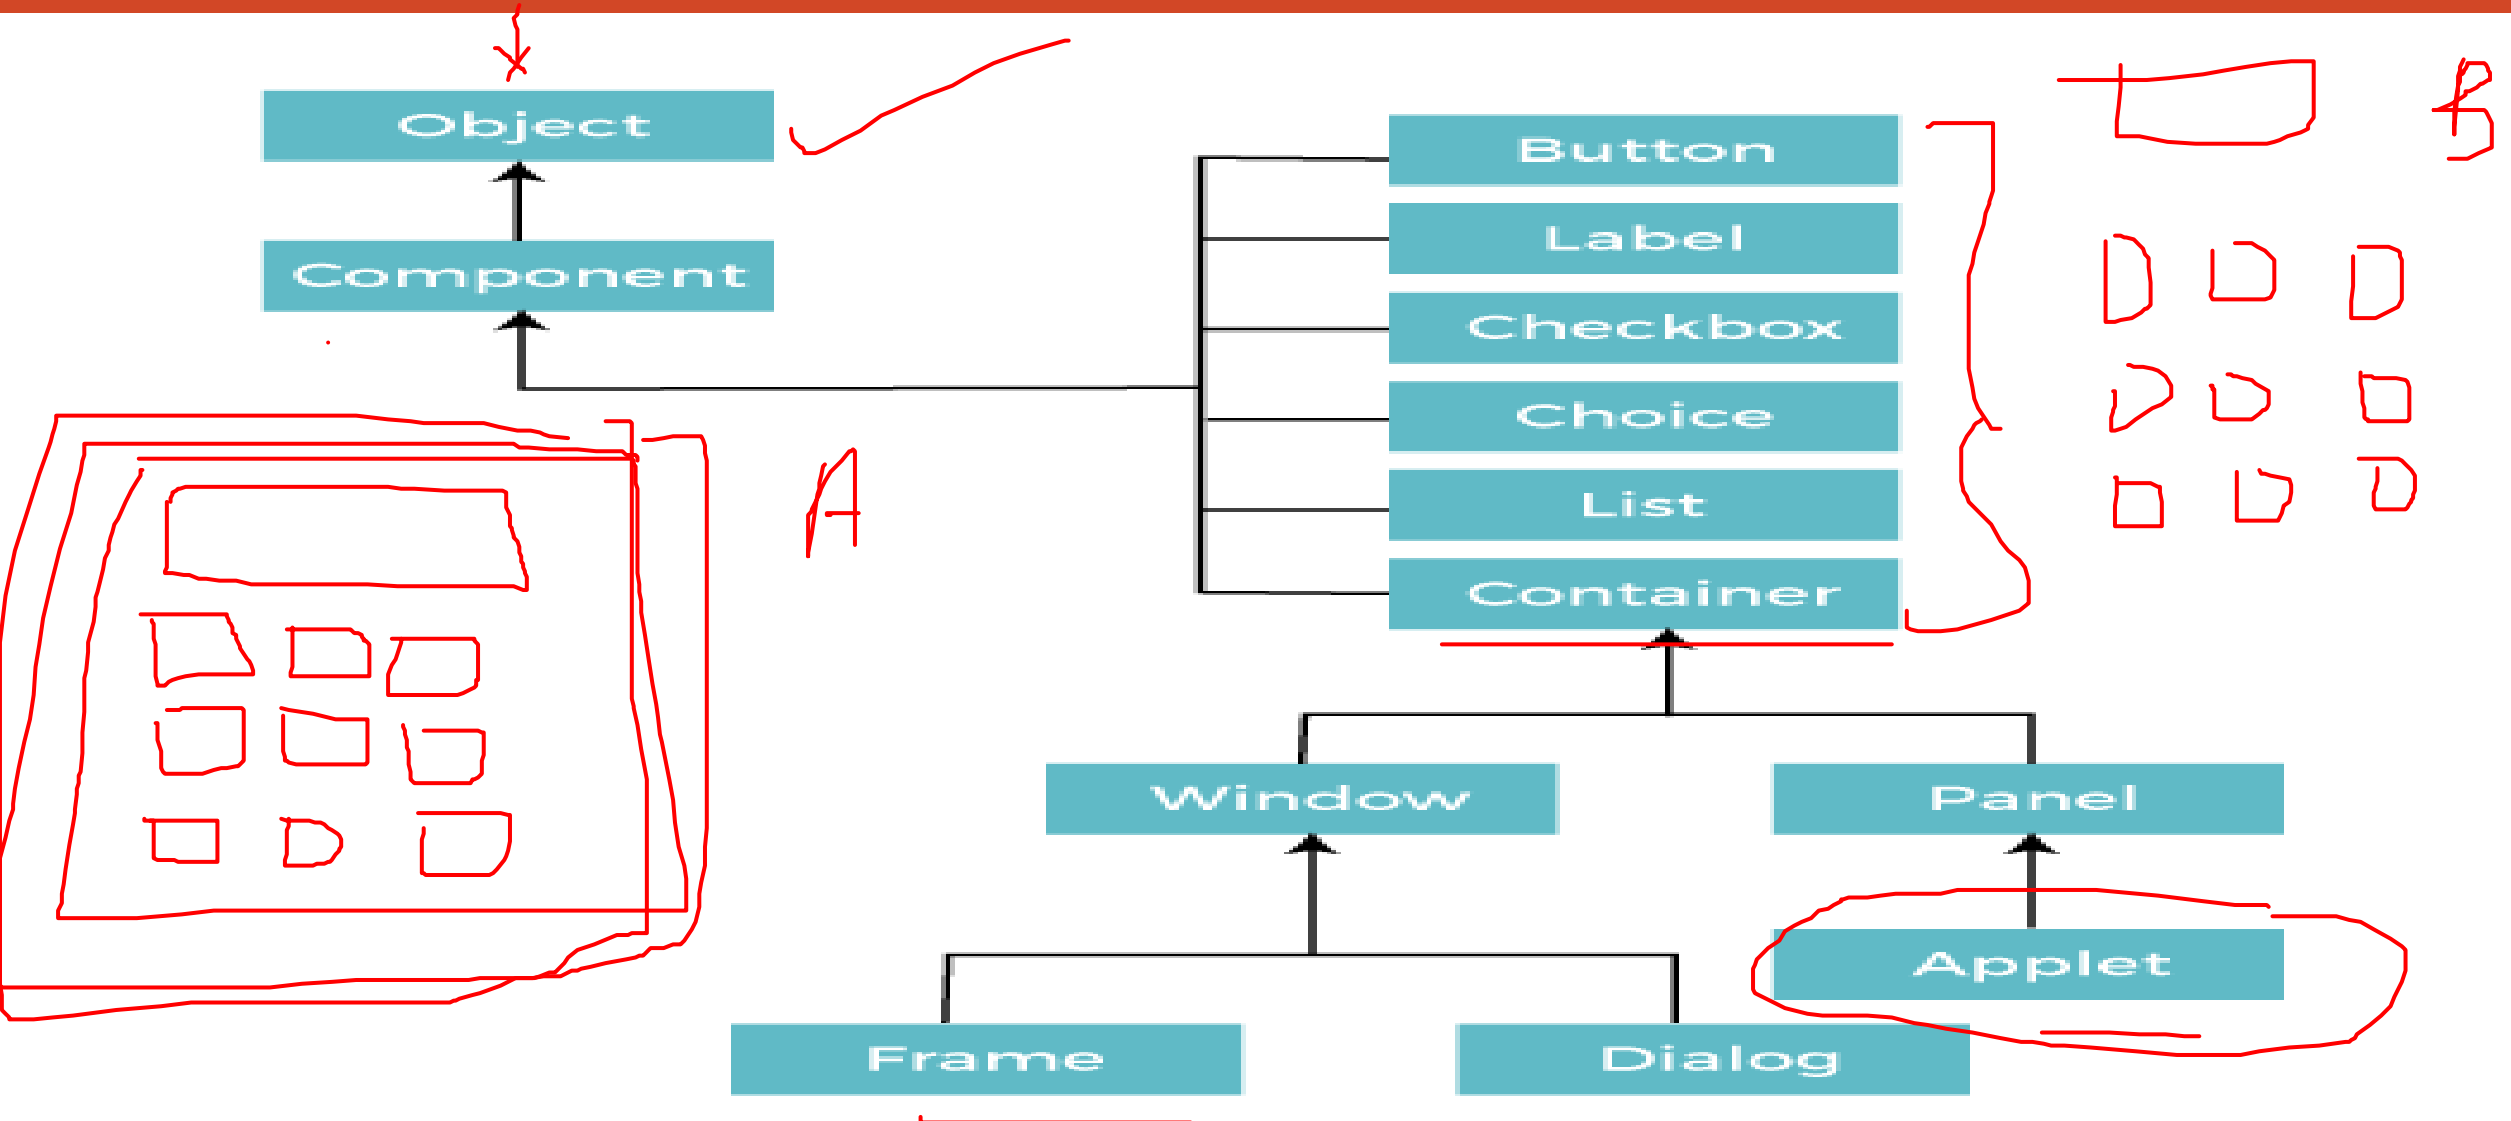 Object
Component
Button
Label
Checkbox
Choice
List
Container
Window
Panel
Applet
Frame
Dialog
A
B